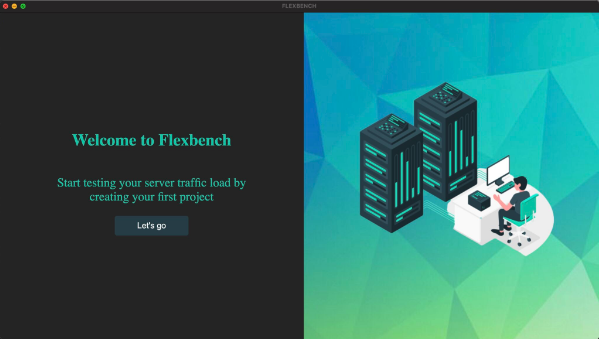 FLEXBENCH
Welcome to Flexbench
Start testing your server traffic load by
creating your first project
Let's go